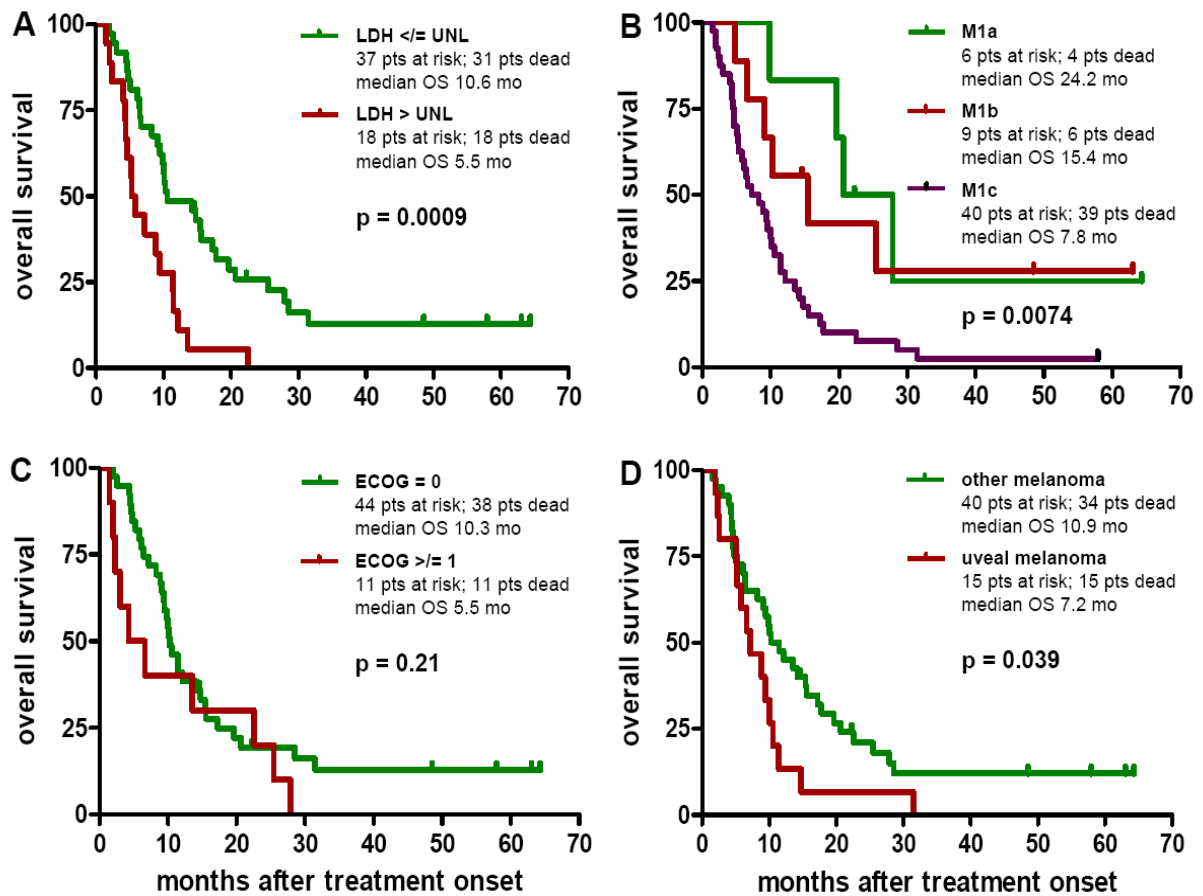 A
LDH </= UNL
37 pts at risk; 31 pts dead
median OS 10.6 mo
LDH > UNL
18 pts at risk; 18 pts dead
median OS 5.5 mo
p = 0.0009
overall survival
100
75
50
25
0
0 10 20 30 40 50 60 70
B
M1a
6 pts at risk; 4 pts dead
median OS 24.2 mo
M1b
9 pts at risk; 6 pts dead
median OS 15.4 mo
M1c
40 pts at risk; 39 pts dead
median OS 7.8 mo
p = 0.0074
overall survival
100
75
50
25
0
0 10 20 30 40 50 60 70
C
ECOG = 0
44 pts at risk; 38 pts dead
median OS 10.3 mo
ECOG >/= 1
11 pts at risk; 11 pts dead
median OS 5.5 mo
p = 0.21
overall survival
100
75
50
25
0
0 10 20 30 40 50 60 70
months after treatment onset
D
other melanoma
40 pts at risk; 34 pts dead
median OS 10.9 mo
uveal melanoma
15 pts at risk; 15 pts dead
median OS 7.2 mo
p = 0.039
overall survival
100
75
50
25
0
0 10 20 30 40 50 60 70
months after treatment onset